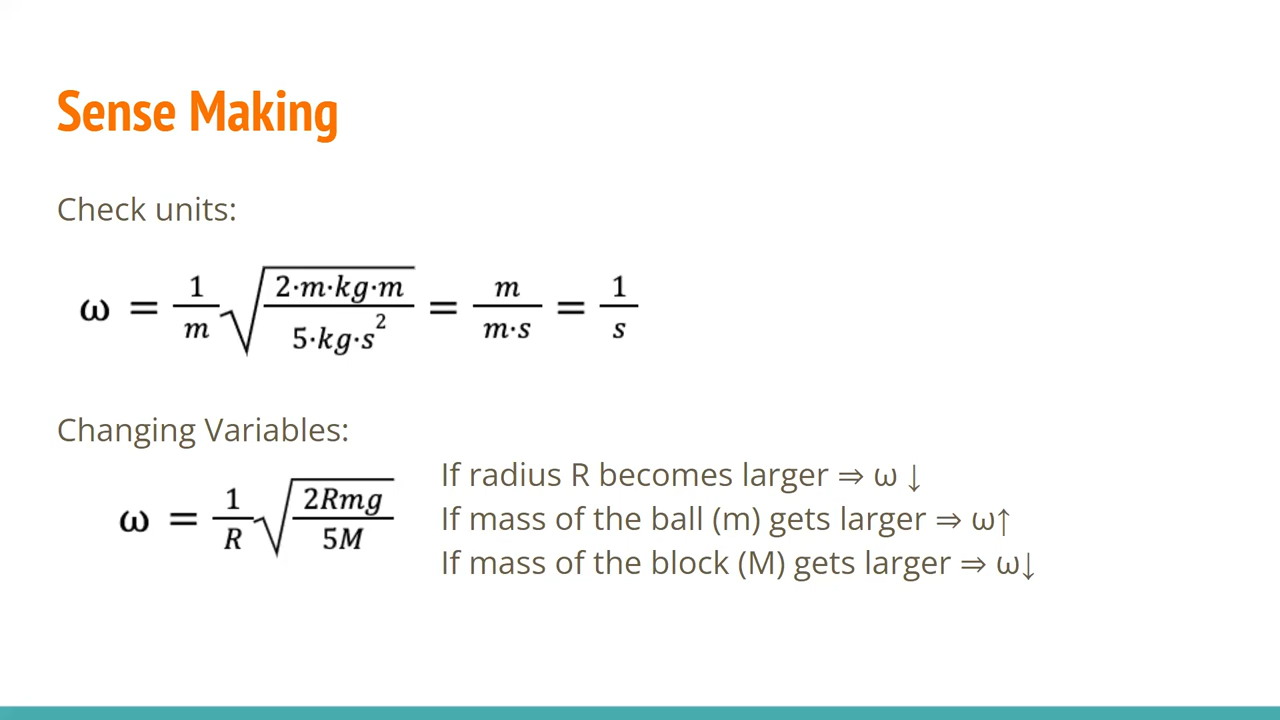 Sense Making
Check units:
ω = 1/m √(2·m·kg·m / 5·kg·s²) = m/m·s = 1/s
Changing Variables:
ω = 1/R √(2Rmg / 5M)
If radius R becomes larger ⇒ ω ↓
If mass of the ball (m) gets larger ⇒ ω↑
If mass of the block (M) gets larger ⇒ ω↓